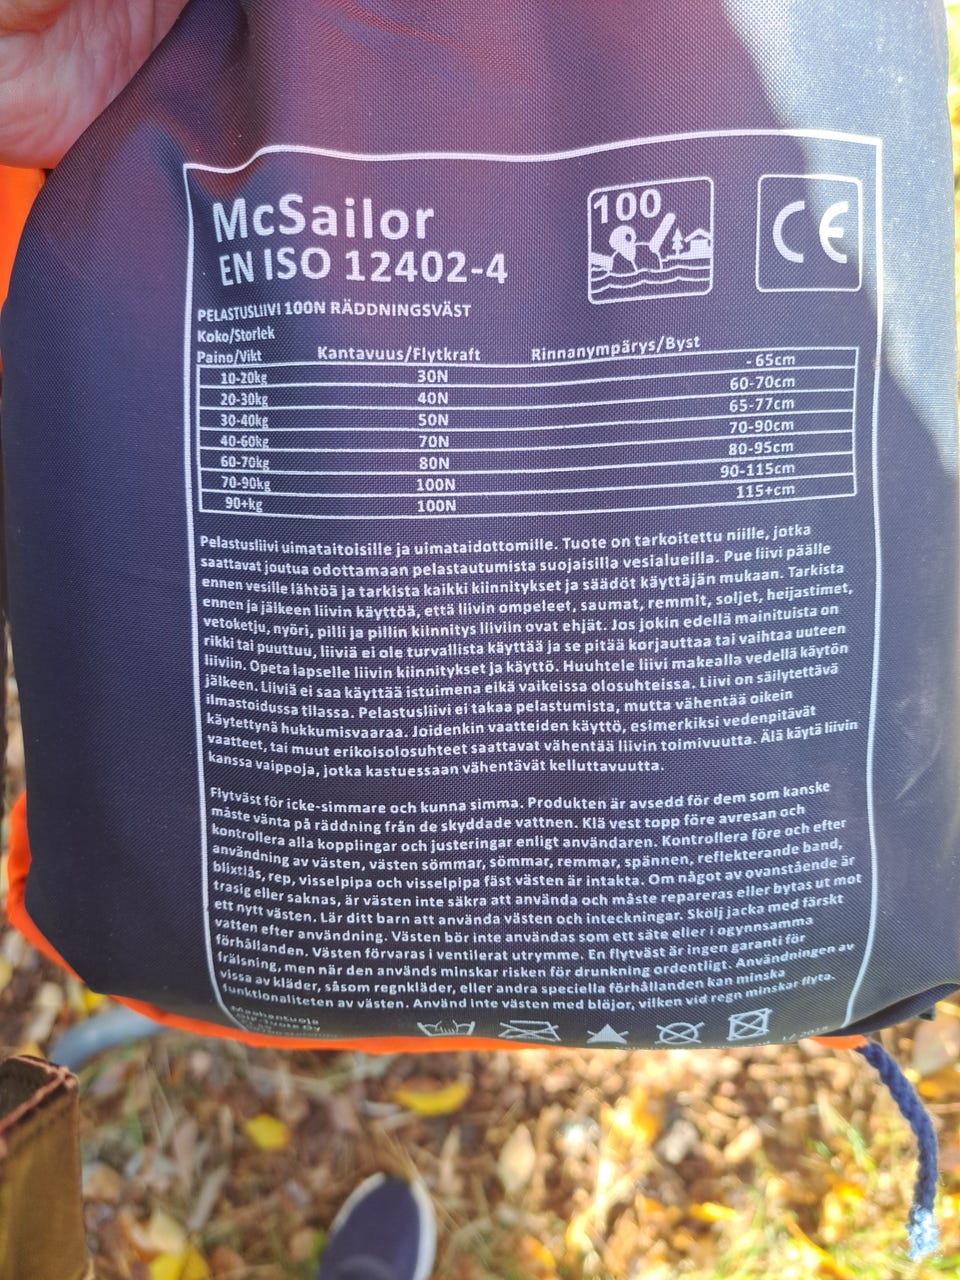 McSailor
EN ISO 12402-4
100
CE
PELASTUSLIIVI 100N RÄDDNINGSVÄST
Koko/Storlek
Paino/Vikt Kantavuus/Flytkraft Rinnanympärys/Byst
10-20kg 30N - 65cm
20-30kg 40N 60-70cm
30-40kg 50N 65-77cm
40-60kg 70N 70-90cm
60-70kg 80N 80-95cm
70-90kg 100N 90-115cm
90+kg 100N 115+cm
Pelastusliivi uimataitoisille ja uimataidottomille. Tuote on tarkoitettu niille, jotka
saattavat joutua odottamaan pelastautumista suojaisilla vesialueilla. Pue liivi päälle
ennen vesille lähtöä ja tarkista kaikki kiinnitykset ja säädöt käyttäjän mukaan. Tarkista
ennen ja jälkeen liivin käyttöä, että liivin ompeleet, saumat, remmit, soljet, heijastimet,
vetoketju, nyöri, pilli ja pillin kiinnitys liiviin ovat ehjät. Jos jokin edellä mainituista on
rikki tai puuttuu, liiviä ei ole turvallista käyttää ja se pitää korjauttaa tai vaihtaa uuteen
liiviin. Opeta lapselle liivin kiinnitykset ja käyttö. Huuhtele liivi makealla vedellä käytön
jälkeen. Liiviä ei saa käyttää istuimena eikä vaikeissa olosuhteissa. Liivi on säilytettävä
ilmastoidussa tilassa. Pelastusliivi ei takaa pelastumista, mutta vähentää oikein
käytettynä hukkumisvaaraa. Joidenkin vaatteiden käyttö, esimerkiksi vedenpitävät
vaatteet, tai muut erikoisolosuhteet saattavat vähentää liivin toimivuutta. Älä käytä liivin
kanssa vaippoja, jotka kastuessaan vähentävät kelluttavuutta.
Flytväst för icke-simmare och kunna simma. Produkten är avsedd för dem som kanske
måste vänta på räddning från de skyddade vattnen. Klä vest topp före avresan och
kontrollera alla kopplingar och justeringar enligt användaren. Kontrollera före och efter
användning av västen, västen sömmar, sömmar, remmar, spännen, reflekterande band,
blixtlås, rep, visselpipa och visselpipa fäst västen är intakta. Om något av ovanstående är
trasig eller saknas, är västen inte säkra att använda och måste repareras eller bytas ut mot
ett nytt västen. Lär ditt barn att använda västen och inteckningar. Skölj jacka med färskt
vatten efter användning. Västen bör inte användas som ett säte eller i ogynnsamma
förhållanden. Västen förvaras i ventilerat utrymme. En flytväst är ingen garanti för
frälsning, men när den används minskar risken för drunkning ordentligt. Användningen av
vissa av kläder, såsom regnkläder, eller andra speciella förhållanden kan minska
funktionaliteten av västen. Använd inte västen med blöjor, vilken vid regn minskar flyta.
Maahantuoja